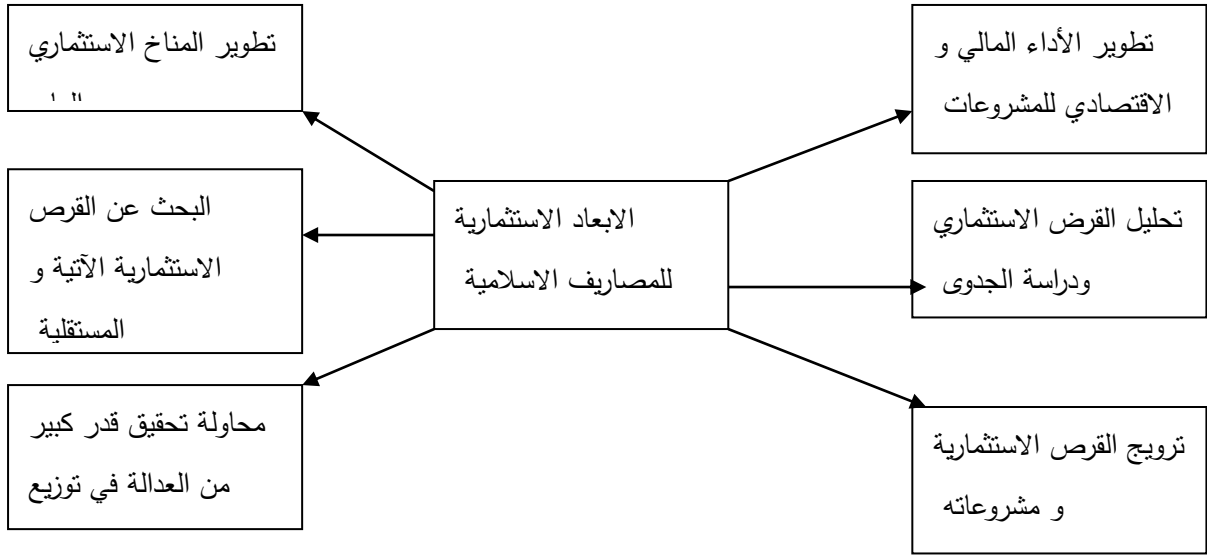 تطوير الأداء المالي و
الاقتصادي للمشروعات
تحليل القرض الاستثماري
ودراسة الجدوى
ترويج القرص الاستثمارية
و مشروعاته
الابعاد الاستثمارية
للمصاريف الاسلامية
تطوير المناخ الاستثماري
البحث عن القرص
الاستثمارية الآتية و
المستقلية
محاولة تحقيق قدر كبير
من العدالة في توزيع